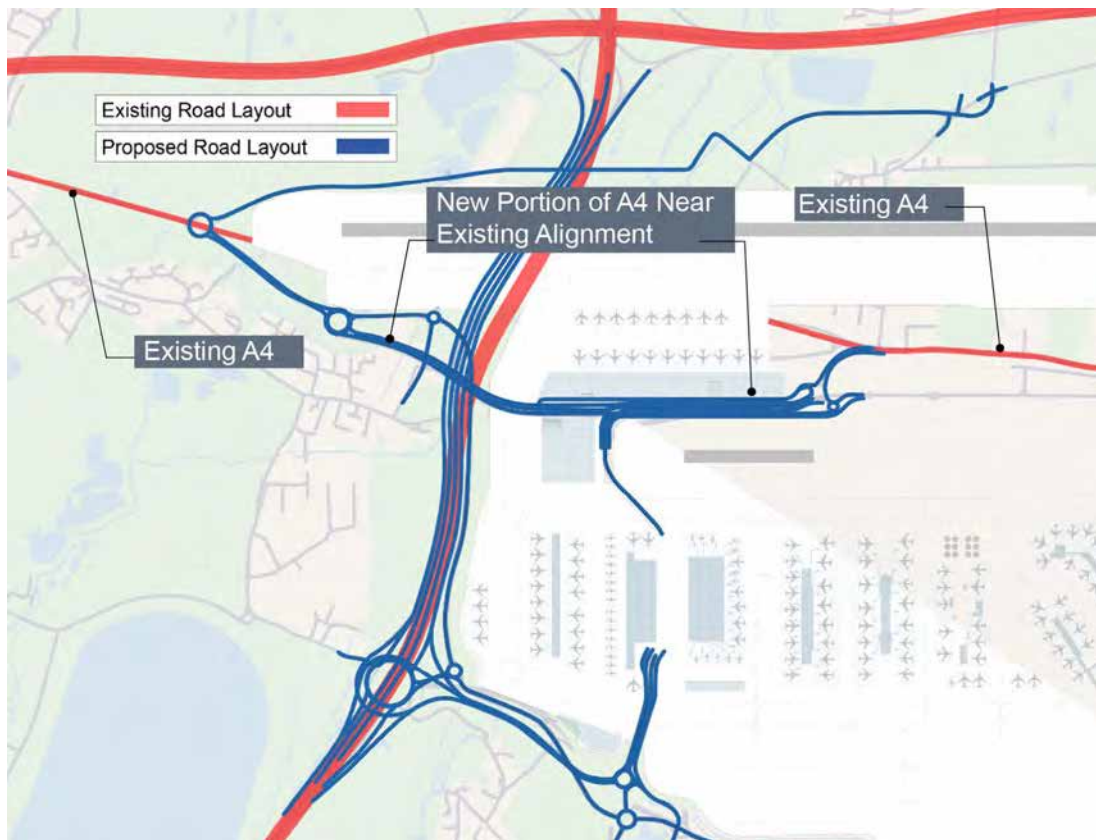 Existing Road Layout
Proposed Road Layout
New Portion of A4 Near
Existing Alignment
Existing A4
Existing A4